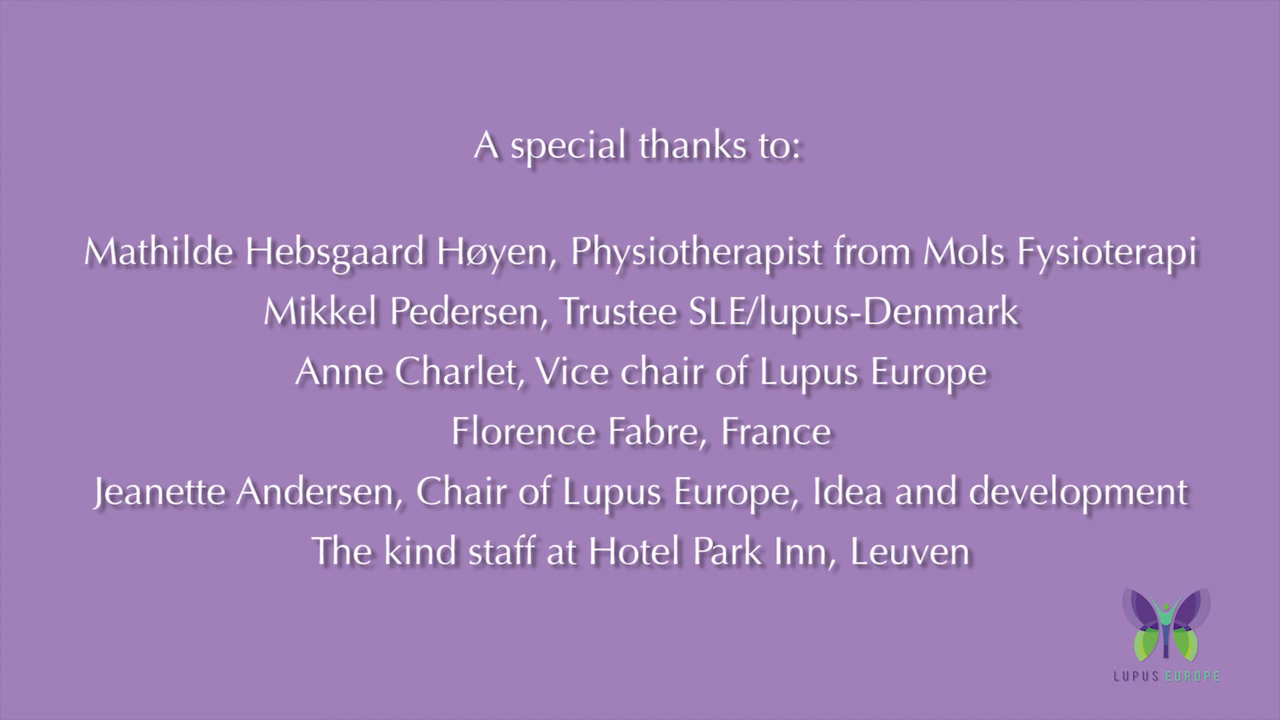 A special thanks to:
Mathilde Hebsgaard Høyen, Physiotherapist from Mols Fysioterapi
Mikkel Pedersen, Trustee SLE/lupus-Denmark
Anne Charlet, Vice chair of Lupus Europe
Florence Fabre, France
Jeanette Andersen, Chair of Lupus Europe, Idea and development
The kind staff at Hotel Park Inn, Leuven
LUPUS EUROPE